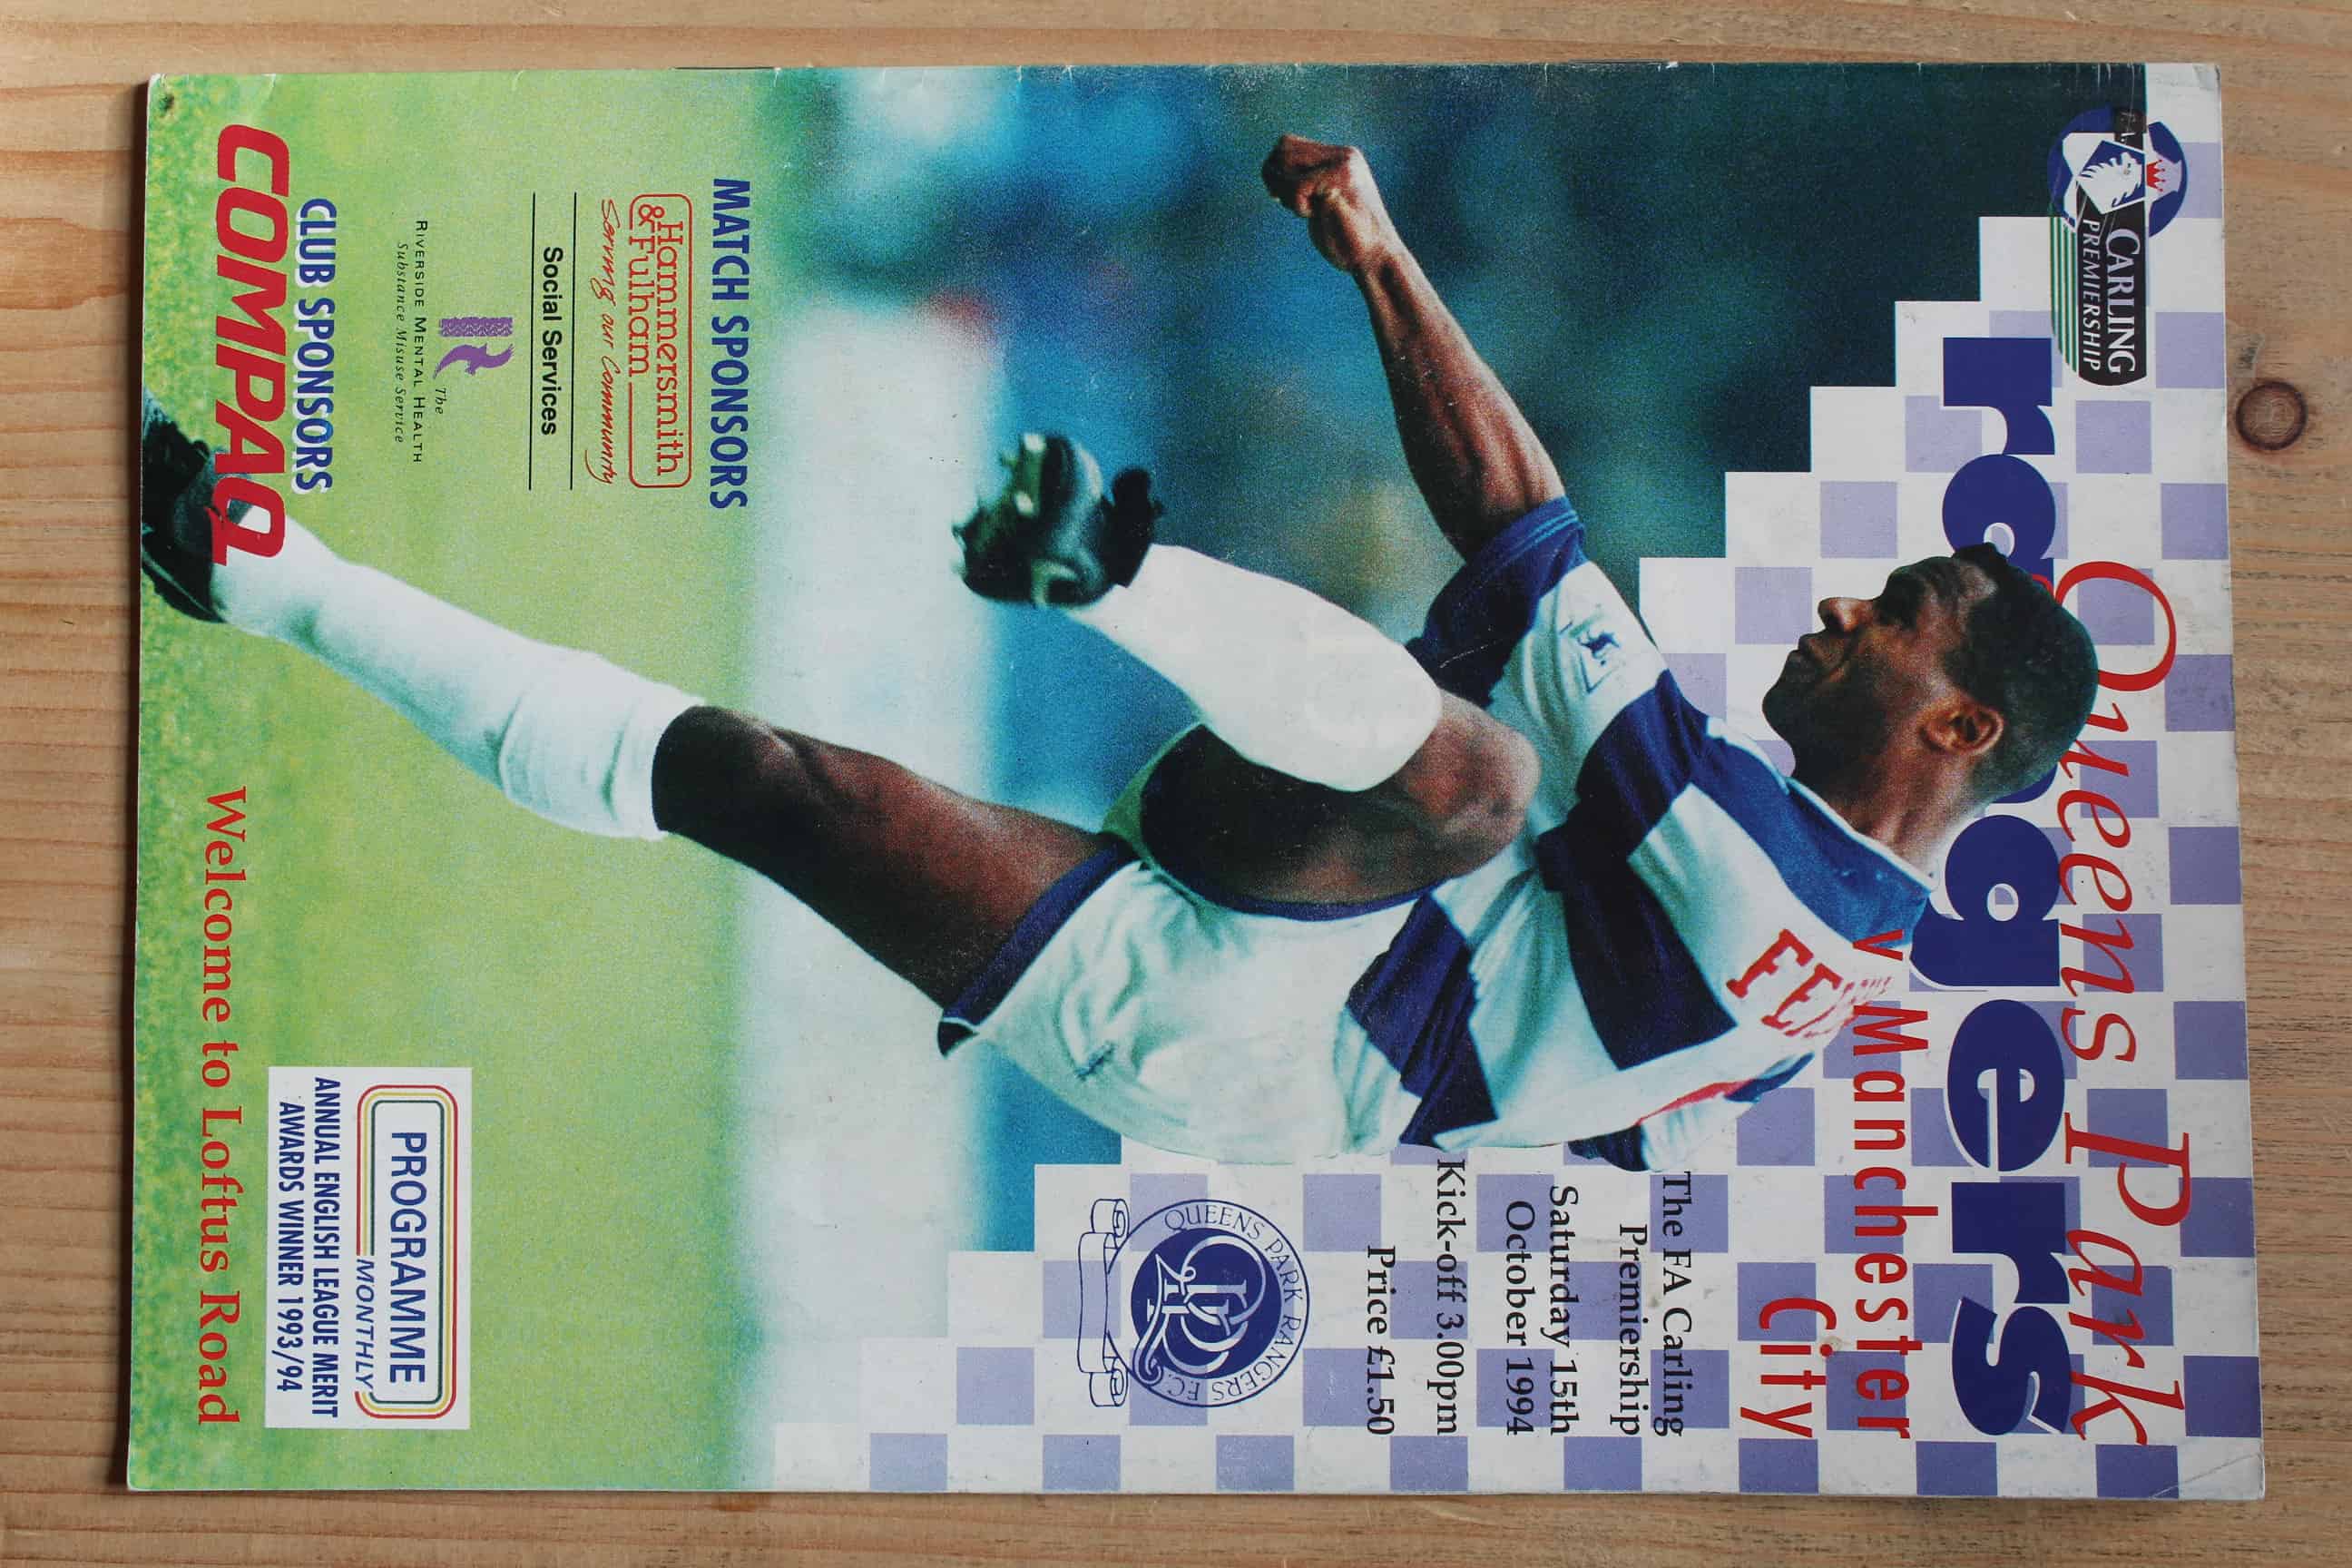 F.A.
CARLING
PREMIERSHIP
Queens Park
rangers
v Manchester
City
The FA Carling
Premiership
Saturday 15th
October 1994
Kick-off 3.00pm
Price £1.50
QUEENS PARK RANGERS F.C.
QPR
MATCH SPONSORS
Hammersmith
& Fulham
Serving our Community
Social Services
The
RIVERSIDE MENTAL HEALTH
Substance Misuse Service
CLUB SPONSORS
COMPAQ
PROGRAMME
MONTHLY
ANNUAL ENGLISH LEAGUE MERIT
AWARDS WINNER 1993/94
Welcome to Loftus Road